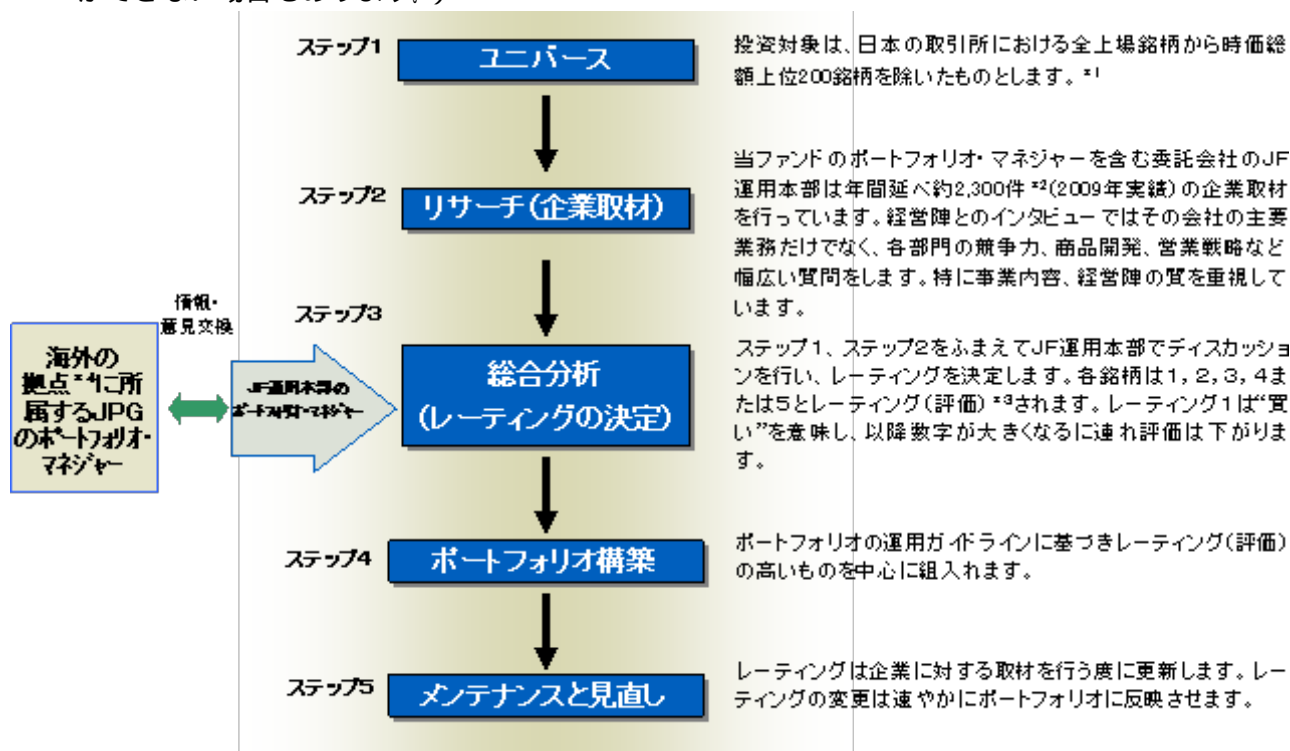 ステップ1
ユニバース
投資対象は、日本の取引所における全上場銘柄から時価総
額上位200銘柄を除いたものとします。*1
ステップ2
リサーチ(企業取材)
当ファンドのポートフォリオ・マネジャーを含む委託会社のJF
運用本部は年間延べ約2,300件*2(2009年実績)の企業取材
を行っています。経営陣とのインタビューではその会社の主要
業務だけでなく、各部門の競争力、商品開発、営業戦略など
幅広い質問をします。特に事業内容、経営陣の質を重視して
います。
情報・
意見交換
海外の
拠点*4に所
属するJPG
のポートフォリオ・
マネジャー
JF運用本部の
ポートフォリオ・マネジャー
ステップ3
総合分析
(レーティングの決定)
ステップ1、ステップ2をふまえてJF運用本部でディスカッショ
ンを行い、レーティングを決定します。各銘柄は1, 2, 3, 4ま
たは5とレーティング(評価)*3されます。レーティング1は“買
い”を意味し、以降数字が大きくなるに連れ評価は下がりま
す。
ステップ4
ポートフォリオ構築
ポートフォリオの運用ガイドラインに基づきレーティング(評価)
の高いものを中心に組入れます。
ステップ5
メンテナンスと見直し
レーティングは企業に対する取材を行う度に更新します。レー
ティングの変更は速やかにポートフォリオに反映させます。